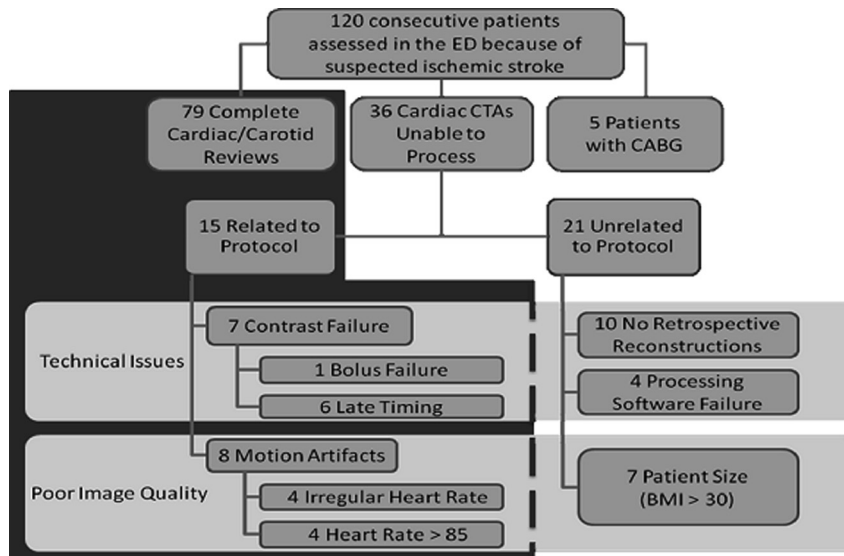 120 consecutive patients
assessed in the ED because of
suspected ischemic stroke
79 Complete
Cardiac/Carotid
Reviews
36 Cardiac CTAs
Unable to
Process
5 Patients
with CABG
15 Related to
Protocol
21 Unrelated
to Protocol
Technical Issues
7 Contrast Failure
1 Bolus Failure
6 Late Timing
10 No Retrospective
Reconstructions
4 Processing
Software Failure
Poor Image Quality
8 Motion Artifacts
4 Irregular Heart Rate
4 Heart Rate > 85
7 Patient Size
(BMI > 30)